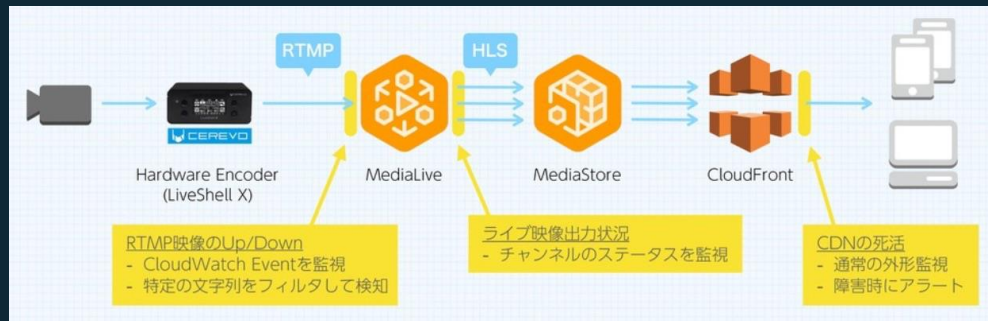 RTMP
HLS
CEREVO
Hardware Encoder
(LiveShell X)
MediaLive
MediaStore
CloudFront
RTMP映像のUp/Down
- CloudWatch Eventを監視
- 特定の文字列をフィルタして検知
ライブ映像出力状況
- チャンネルのステータスを監視
CDNの死活
- 通常の外形監視
- 障害時にアラート